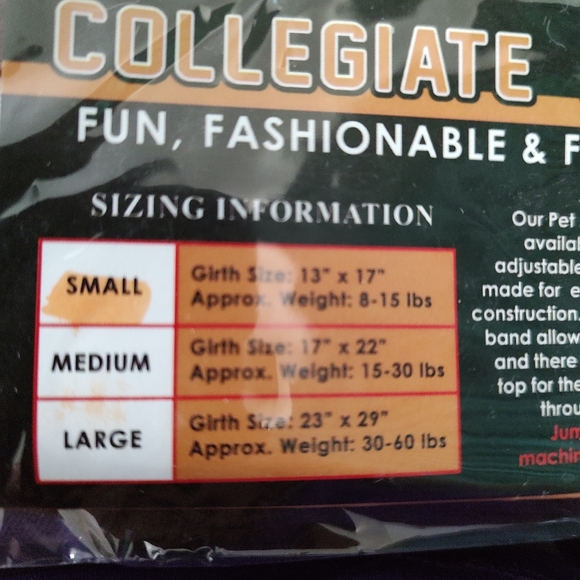 COLLEGIATE
FUN, FASHIONABLE & F
SIZING INFORMATION
SMALL
Girth Size: 13" x 17"
Approx. Weight: 8-15 lbs
MEDIUM
Girth Size: 17" x 22"
Approx. Weight: 15-30 lbs
LARGE
Girth Size: 23" x 29"
Approx. Weight: 30-60 lbs
Our Pet
availab
adjustable
made for e
construction.
band allow
and there
top for the
throu
Jum
machin